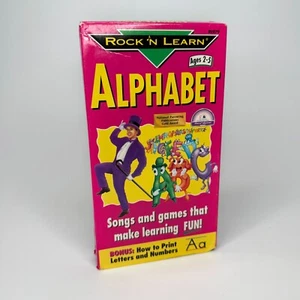 ROCK 'N LEARN®
Ages 2-5
ALPHABET
Songs and games that
make learning FUN!
BONUS: How to Print
Letters and Numbers
Aa